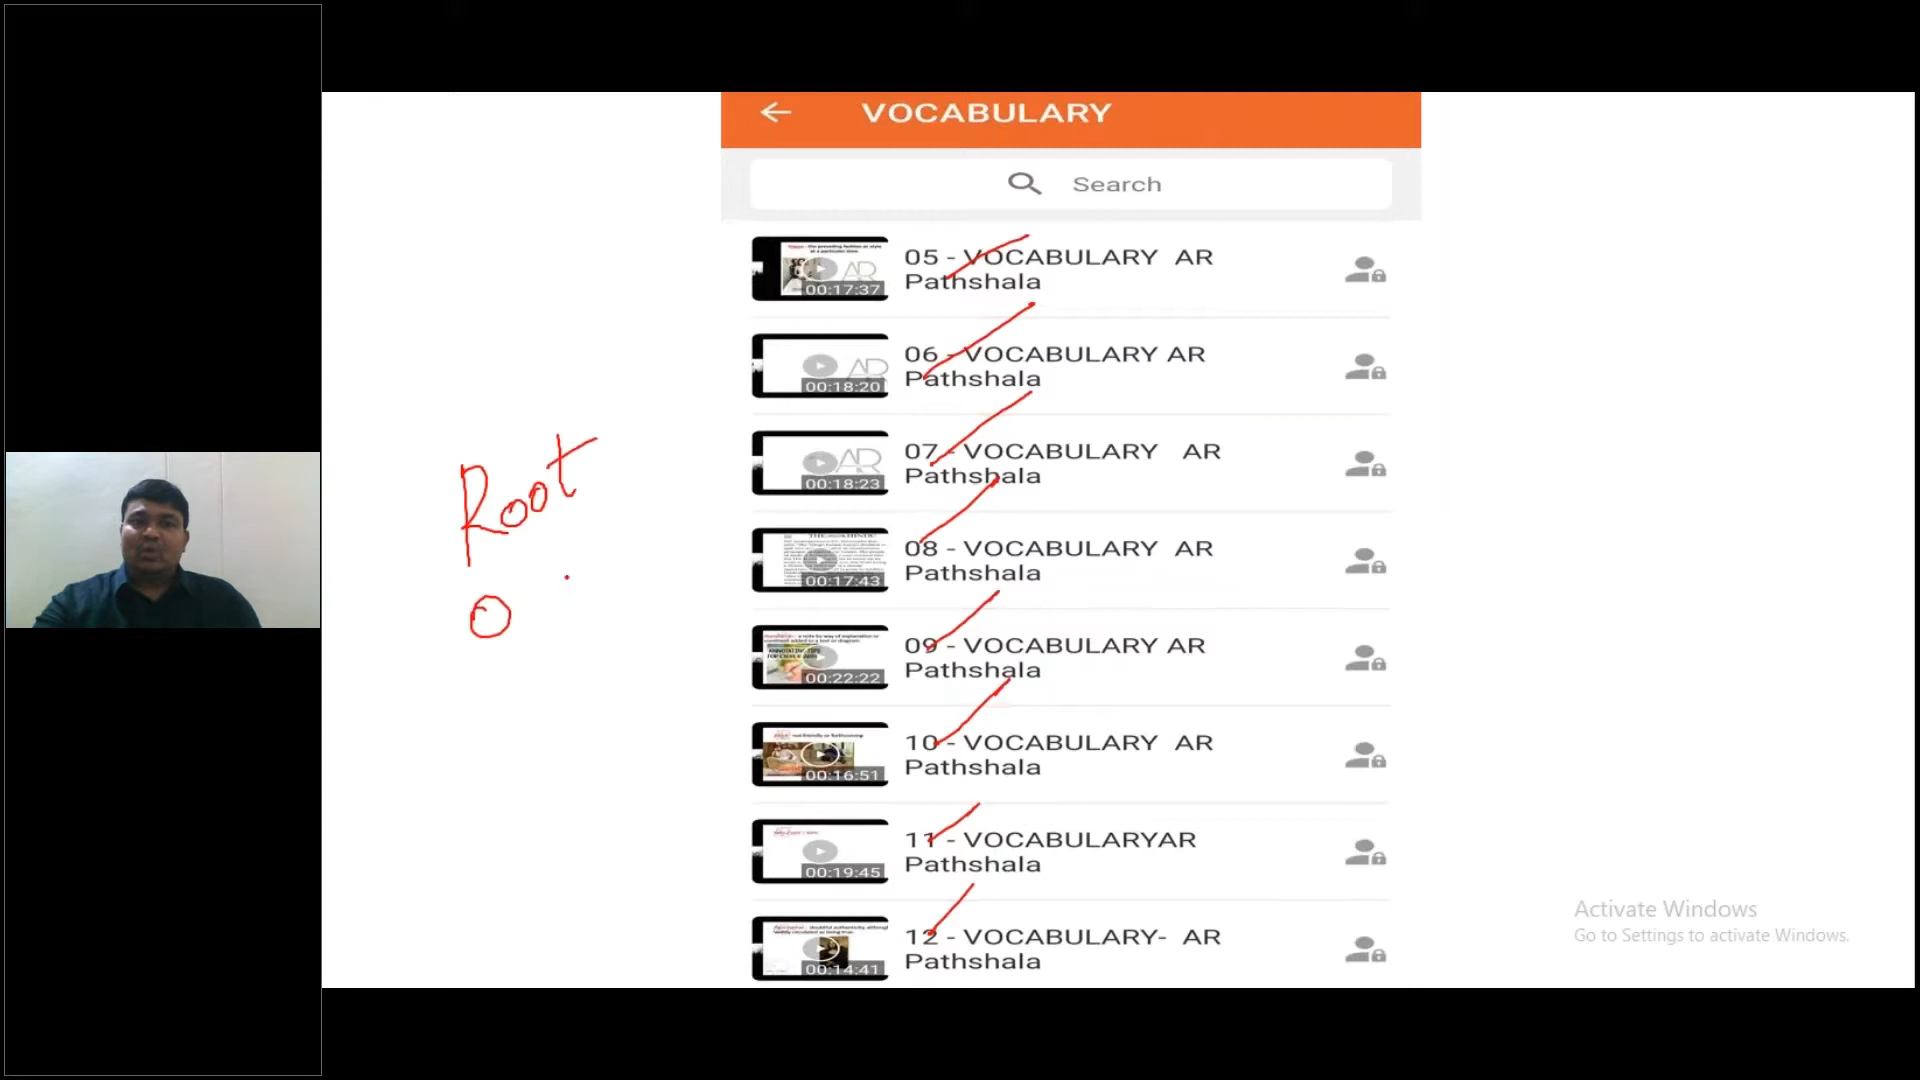 VOCABULARY
Search
05 - VOCABULARY AR
Pathshala
00:17:37
06 - VOCABULARY AR
Pathshala
00:18:20
07 - VOCABULARY AR
Pathshala
00:18:23
08 - VOCABULARY AR
Pathshala
00:17:43
09 - VOCABULARY AR
Pathshala
00:22:22
10 - VOCABULARY AR
Pathshala
00:16:51
11 - VOCABULARYAR
Pathshala
00:19:45
12 - VOCABULARY- AR
Pathshala
00:14:41
Root
O
Activate Windows
Go to Settings to activate Windows.